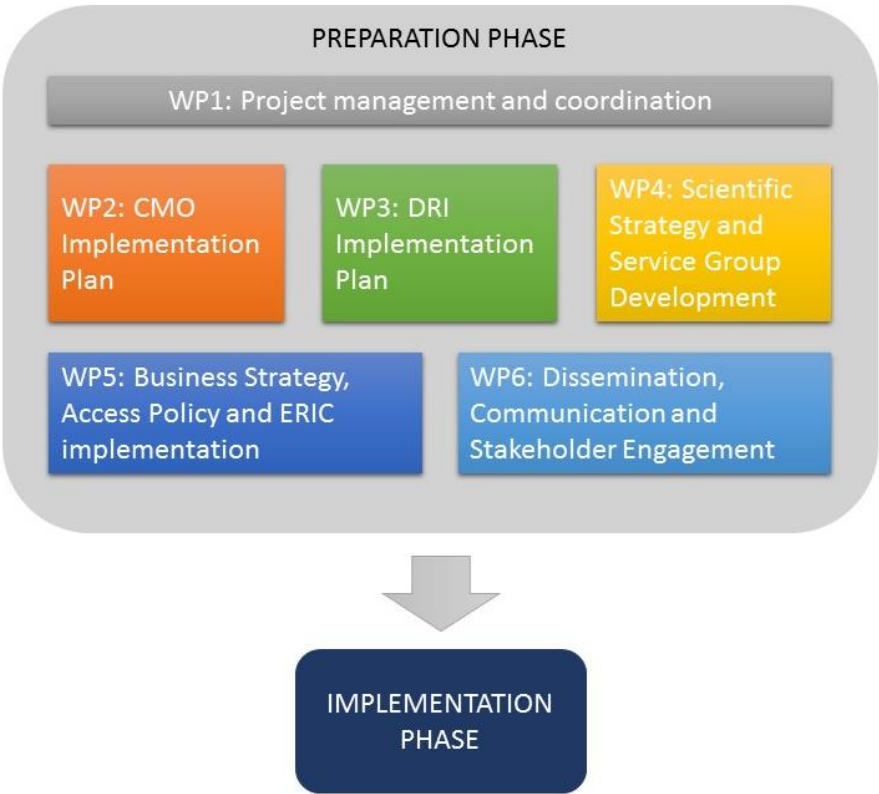 PREPARATION PHASE
WP1: Project management and coordination
WP2: CMO
Implementation
Plan
WP3: DRI
Implementation
Plan
WP4: Scientific
Strategy and
Service Group
Development
WP5: Business Strategy,
Access Policy and ERIC
implementation
WP6: Dissemination,
Communication and
Stakeholder Engagement
IMPLEMENTATION
PHASE